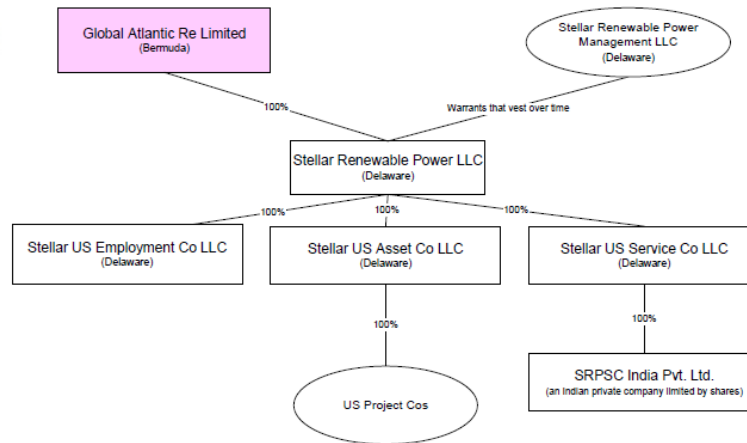 Global Atlantic Re Limited
(Bermuda)
Stellar Renewable Power
Management LLC
(Delaware)
100%
Warrants that vest over time
Stellar Renewable Power LLC
(Delaware)
100%
100%
100%
Stellar US Employment Co LLC
(Delaware)
Stellar US Asset Co LLC
(Delaware)
Stellar US Service Co LLC
(Delaware)
100%
100%
US Project Cos
SRPSC India Pvt. Ltd.
(an Indian private company limited by shares)